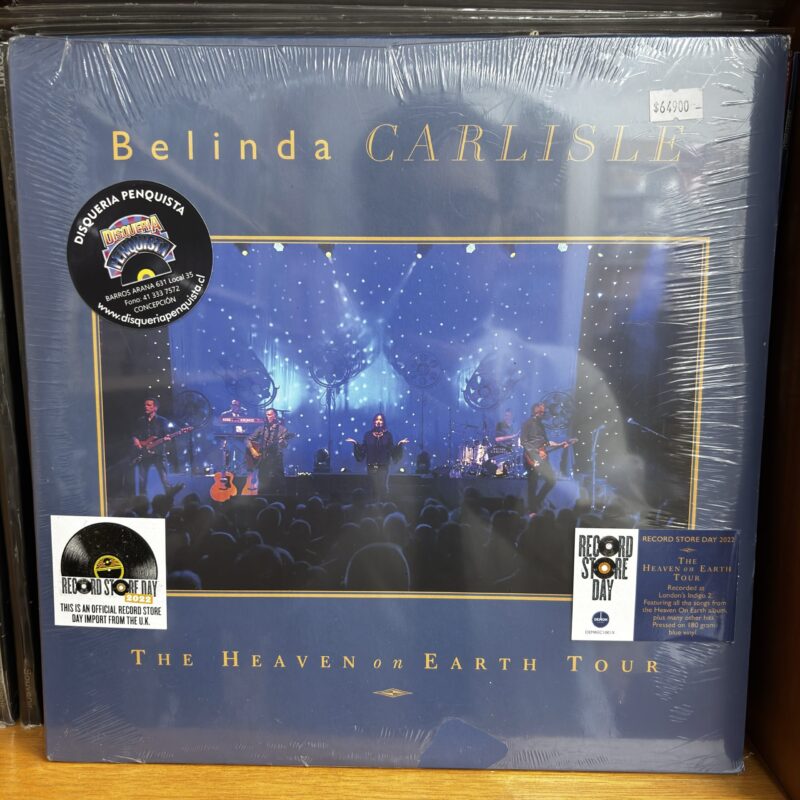 $64900 -
Belinda CARLISLE
DISQUERIA PENQUISTA
DISQUERIA
PENQUISTA
BARROS ARANA 631 Local 35
Fono: 41 333 7572
CONCEPCIÓN
www.disqueriapenquista.cl
RECORD STORE DAY
2022
THIS IS AN OFFICIAL RECORD STORE
DAY IMPORT FROM THE U.K.
RECORD
STORE
DAY
DEMON
RECORD STORE DAY 2022
THE
HEAVEN on EARTH
TOUR
Recorded at
London's Indigo 2.
Featuring all the songs from
the Heaven On Earth album,
plus many other hits.
Pressed on 180 gram
blue vinyl.
THE HEAVEN on EARTH TOUR